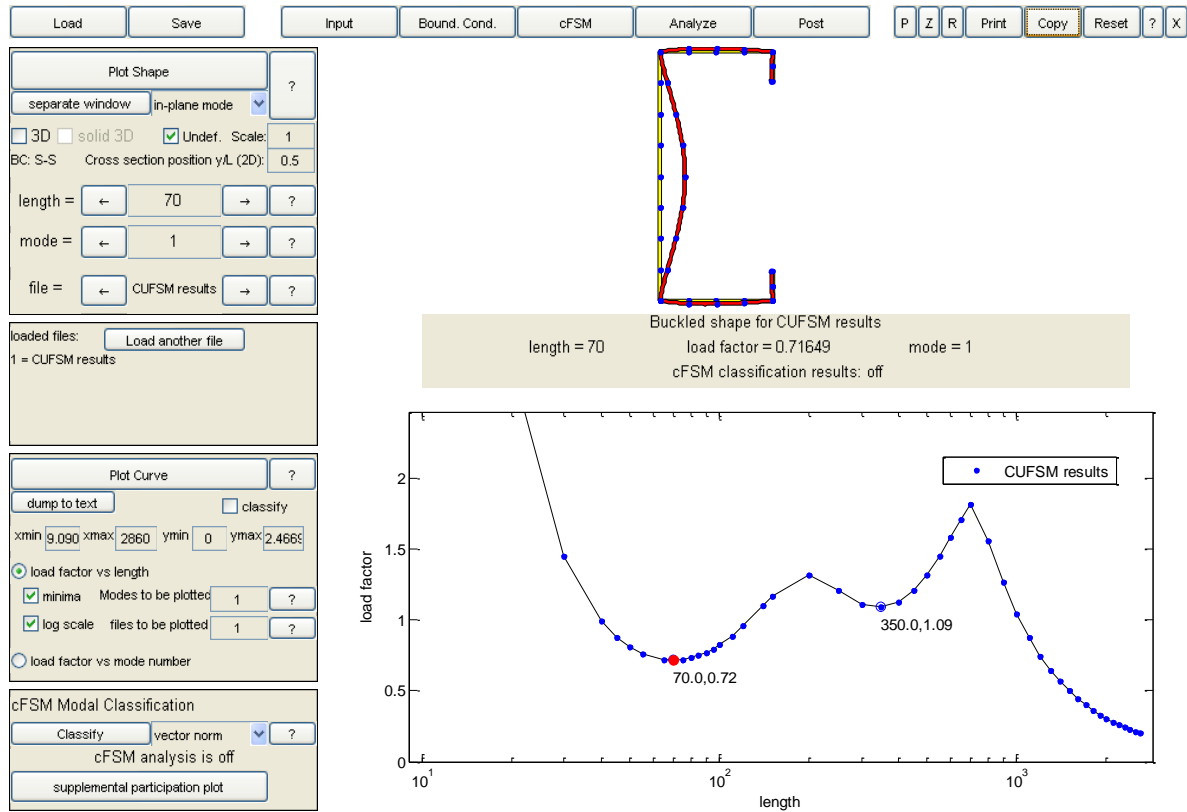 Load Save Input Bound. Cond. cFSM Analyze Post P Z R Print Copy Reset ? X
Plot Shape ?
separate window in-plane mode
3D solid 3D Undef. Scale: 1
BC: S-S Cross section position y/L (2D): 0.5
length = ← 70 → ?
mode = ← 1 → ?
file = ← CUFSM results → ?
loaded files: Load another file
1 = CUFSM results
Plot Curve ?
dump to text classify
xmin 9.090 xmax 2860 ymin 0 ymax 2.4669
load factor vs length
minima Modes to be plotted 1 ?
log scale files to be plotted 1 ?
load factor vs mode number
cFSM Modal Classification
Classify vector norm ?
cFSM analysis is off
supplemental participation plot
Buckled shape for CUFSM results
length = 70 load factor = 0.71649 mode = 1
cFSM classification results: off
CUFSM results
2
1.5
1
0.5
0
load factor
350.0,1.09
70.0,0.72
10^1 10^2 10^3
length